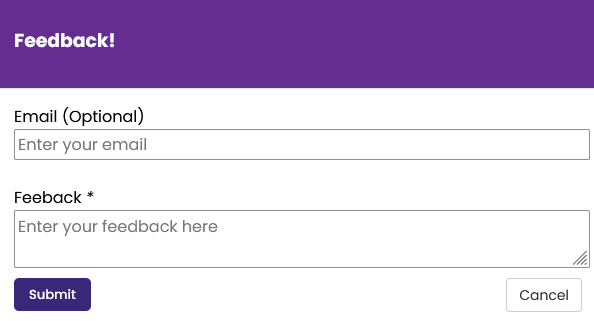 Feedback!
Email (Optional)
Enter your email
Feeback *
Enter your feedback here
Submit
Cancel